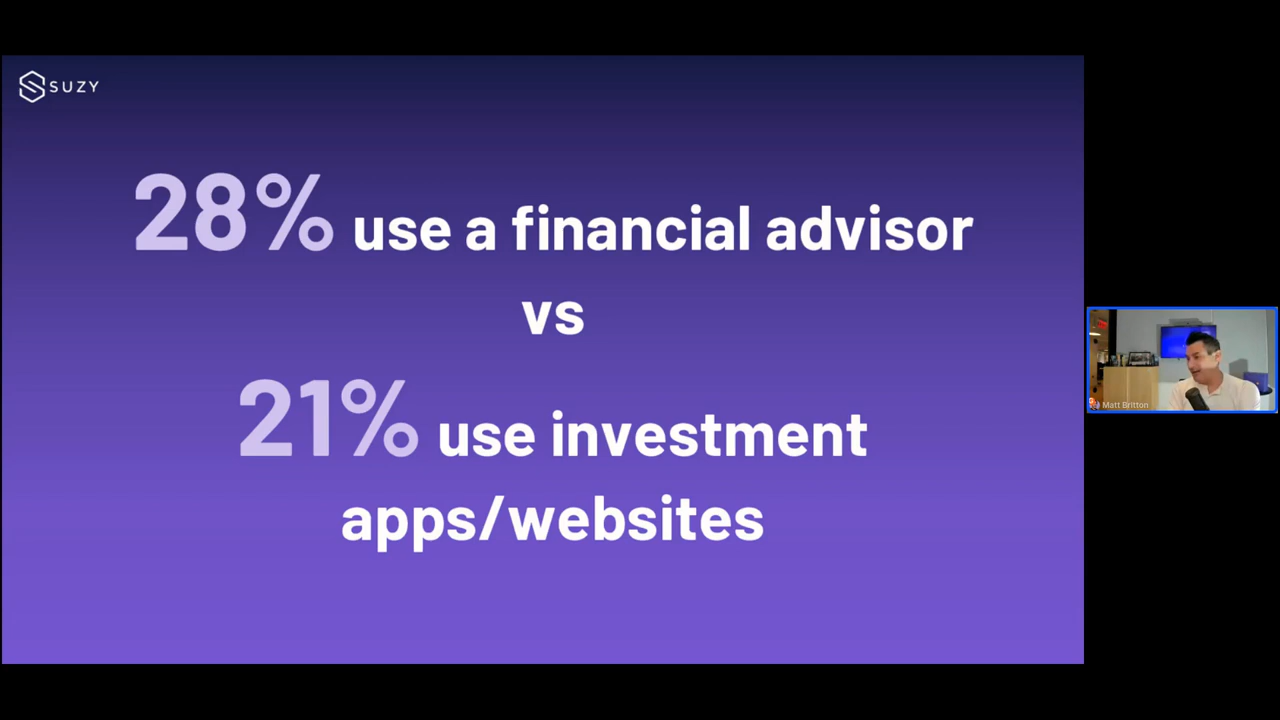 SUZY
28% use a financial advisor
vs
21% use investment
apps/websites
Matt Britton